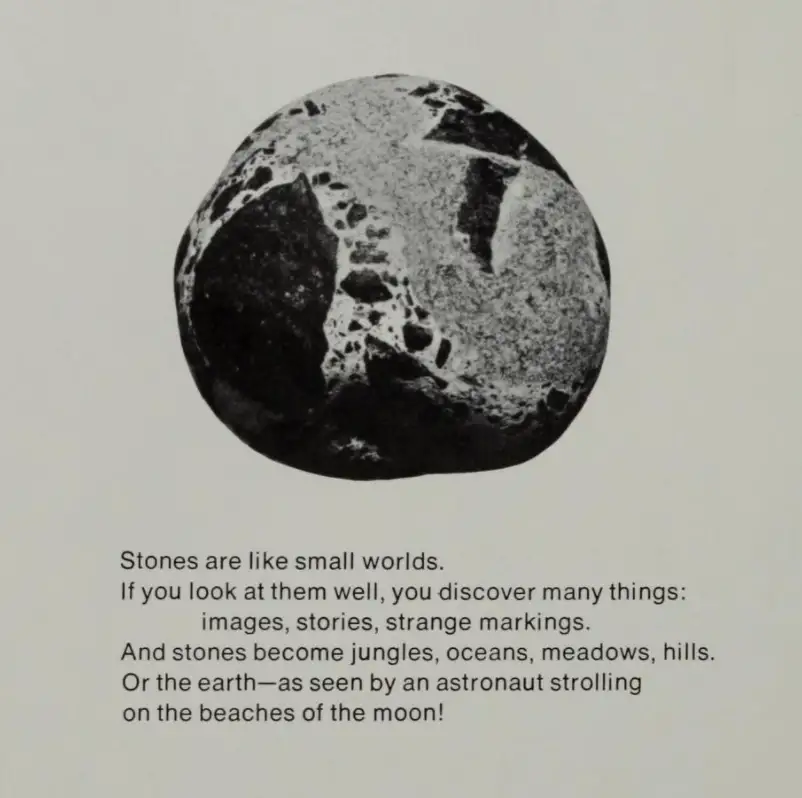 Stones are like small worlds.
If you look at them well, you discover many things:
images, stories, strange markings.
And stones become jungles, oceans, meadows, hills.
Or the earth—as seen by an astronaut strolling
on the beaches of the moon!